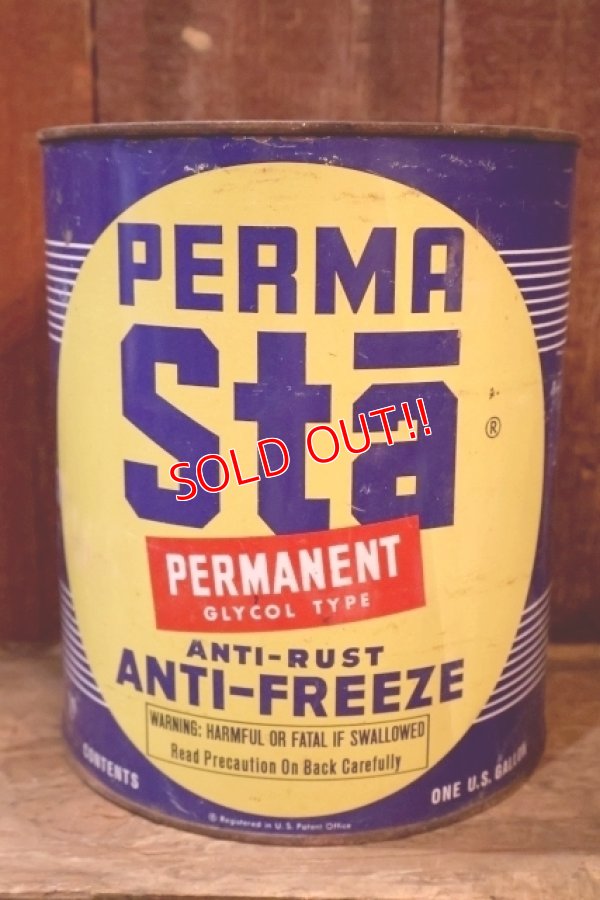 PERMA
Stā
®
SOLD OUT!!
PERMANENT
GLYCOL TYPE
ANTI-RUST
ANTI-FREEZE
WARNING: HARMFUL OR FATAL IF SWALLOWED
Read Precaution On Back Carefully
CONTENTS
ONE U.S. GALLON
® Registered in U.S. Patent Office